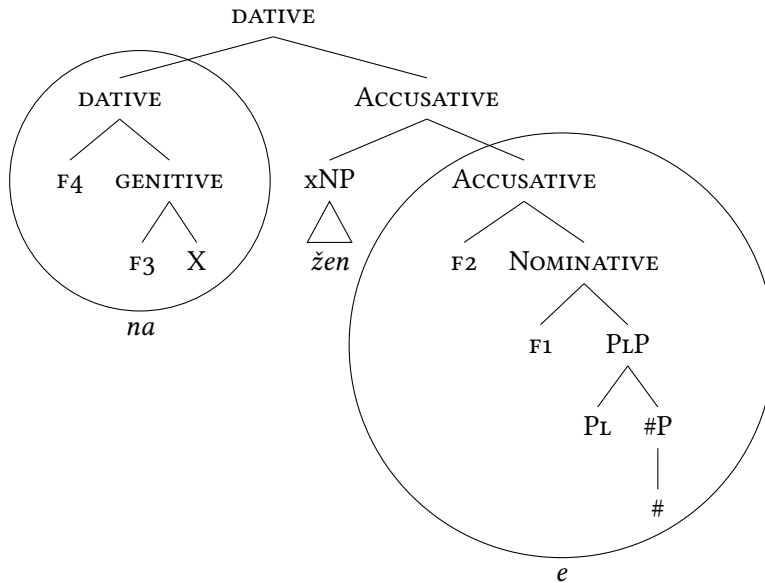 DATIVE
DATIVE ACCUSATIVE
F4 GENITIVE xNP ACCUSATIVE
F3 X žen F2 NOMINATIVE
na F1 PLP
PL #P
#
e